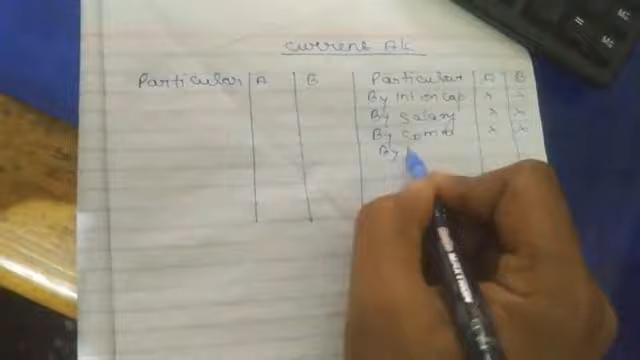 Current A/c
Particular A B Particular A B
By Int on Cap x x
By Salary x x
By Comm x x
By